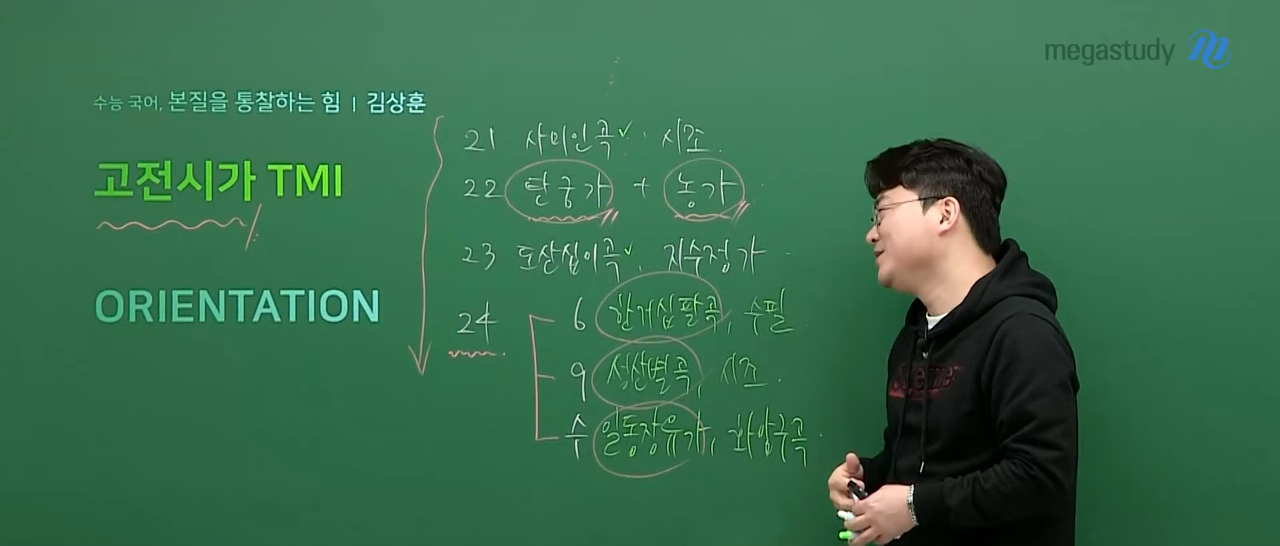 megastudy
수능 국어, 본질을 통찰하는 힘 | 김상훈
고전시가 TMI
ORIENTATION
21 사미인곡✓· 시조.
22 탄궁가 + 농가
23 도산십이곡✓, 지수정가
24
6 한거십팔곡, 수필
9 성산별곡, 시조.
수 일동장유가, 화암구곡